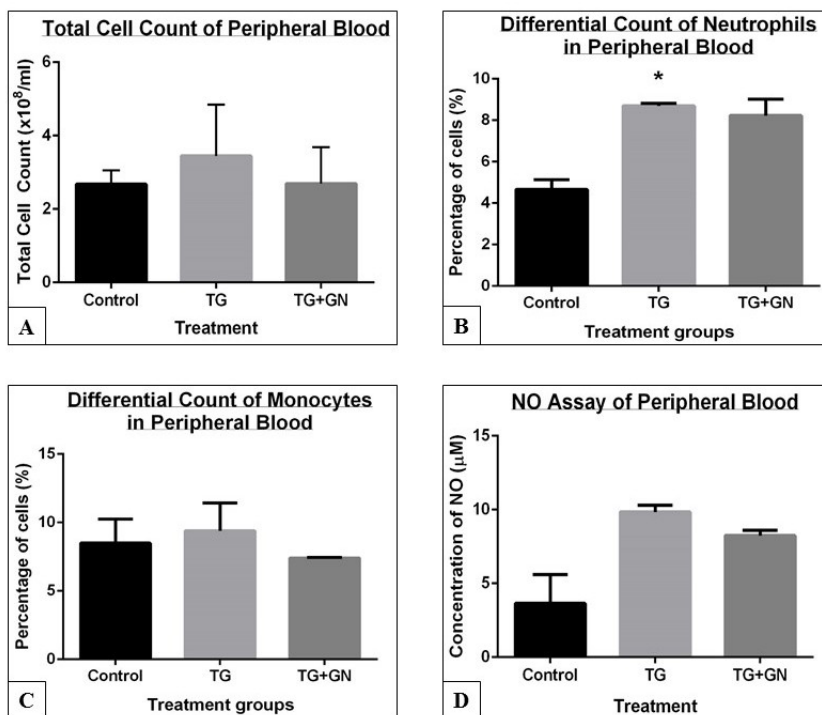 Total Cell Count of Peripheral Blood
Total Cell Count (x10⁸/ml)
6
4
2
0
Control TG TG+GN
Treatment
A
Differential Count of Neutrophils
in Peripheral Blood
Percentage of cells (%)
10
8
6
4
2
0
*
Control TG TG+GN
Treatment groups
B
Differential Count of Monocytes
in Peripheral Blood
Percentage of cells (%)
15
10
5
0
Control TG TG+GN
Treatment groups
C
NO Assay of Peripheral Blood
Concentration of NO (µM)
15
10
5
0
Control TG TG+GN
Treatment
D